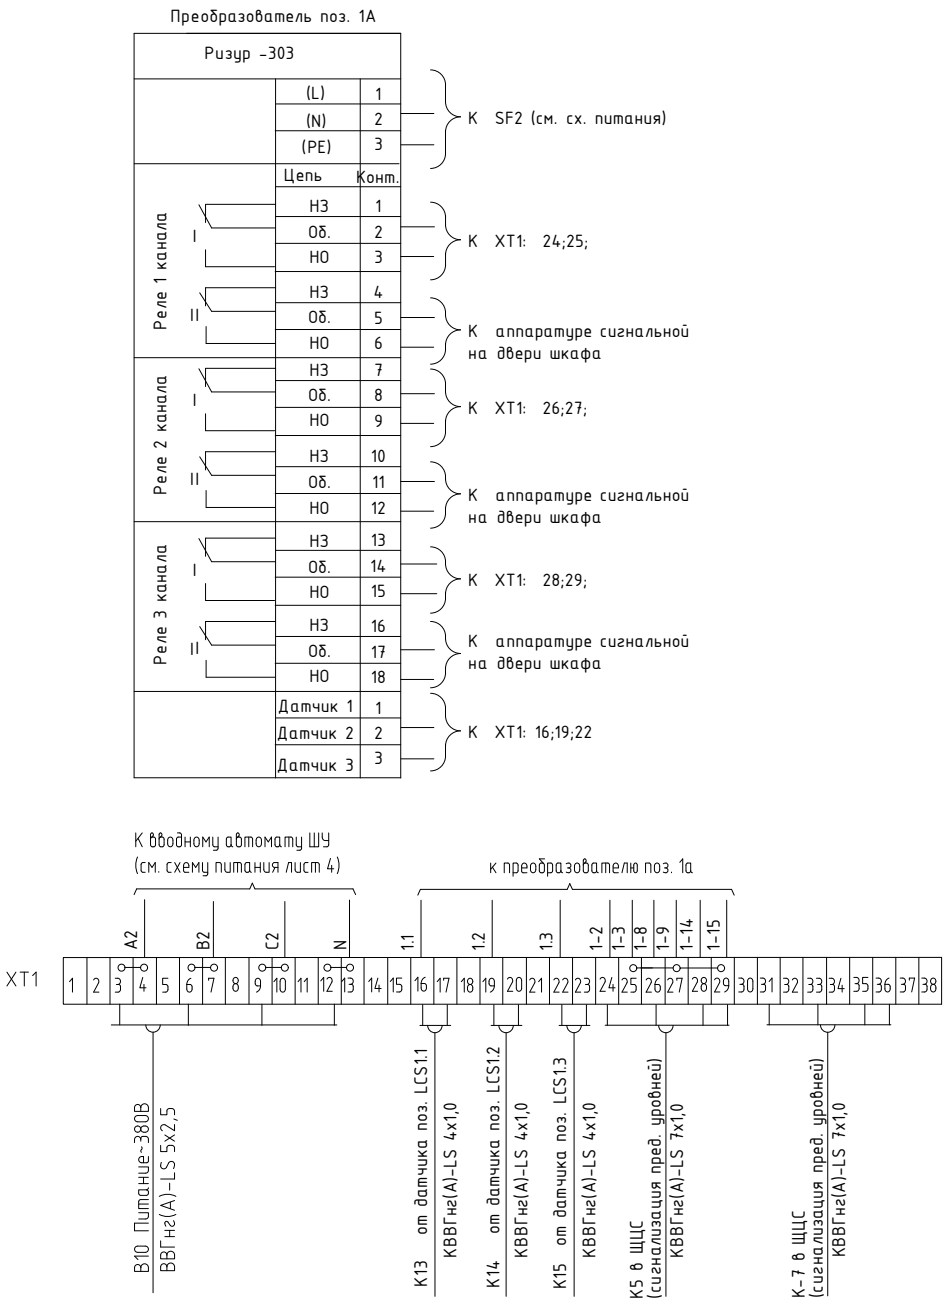 Преобразователь поз. 1А
Ризур -303
(L) 1
(N) 2
(PE) 3
К SF2 (см. сх. питания)
Цепь Конт.
Реле 1 канала
I
НЗ 1
Об. 2
НО 3
К ХТ1: 24;25;
II
НЗ 4
Об. 5
НО 6
К аппаратуре сигнальной
на двери шкафа
Реле 2 канала
I
НЗ 7
Об. 8
НО 9
К ХТ1: 26;27;
II
НЗ 10
Об. 11
НО 12
К аппаратуре сигнальной
на двери шкафа
Реле 3 канала
I
НЗ 13
Об. 14
НО 15
К ХТ1: 28;29;
II
НЗ 16
Об. 17
НО 18
К аппаратуре сигнальной
на двери шкафа
Датчик 1 1
Датчик 2 2
Датчик 3 3
К ХТ1: 16;19;22
К вводному автомату ШУ
(см. схему питания лист 4)
к преобразователю поз. 1а
А2
В2
С2
N
1.1
1.2
1.3
1-2
1-3
1-8
1-9
1-14
1-15
ХТ1
1 2 3 4 5 6 7 8 9 10 11 12 13 14 15 16 17 18 19 20 21 22 23 24 25 26 27 28 29 30 31 32 33 34 35 36 37 38
В10 Питание~380В
ВВГнг(А)-LS 5х2,5
К13 от датчика поз. LCS1.1
КВВГнг(А)-LS 4х1,0
К14 от датчика поз. LCS1.2
КВВГнг(А)-LS 4х1,0
К15 от датчика поз. LCS1.3
КВВГнг(А)-LS 4х1,0
К5 в ЩЦС
(сигнализация пред. уровней)
КВВГнг(А)-LS 7х1,0
К-7 в ЩЦС
(сигнализация пред. уровней)
КВВГнг(А)-LS 7х1,0